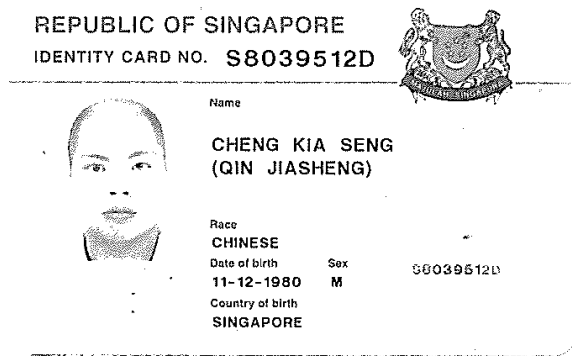 REPUBLIC OF SINGAPORE
IDENTITY CARD NO. S8039512D
Name
CHENG KIA SENG
(QIN JIASHENG)
Race
CHINESE
Date of birth Sex
11-12-1980 M
S8039512D
Country of birth
SINGAPORE